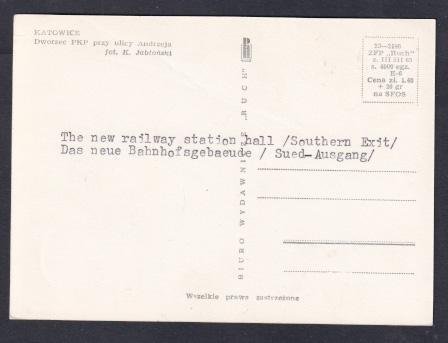 KATOWICE
Dworzec PKP przy ulicy Andrzeja
fot. K. Jabłoński
ZFP „Ruch"
Cena zł. 1.40
+ 20 gr
na SFOS
The new railway station hall /Southern Exit/
Das neue Bahnhofsgebaeude / Sued-Ausgang/
BIURO WYDAWNICZE „RUCH"
Wszelkie prawa zastrzeżone